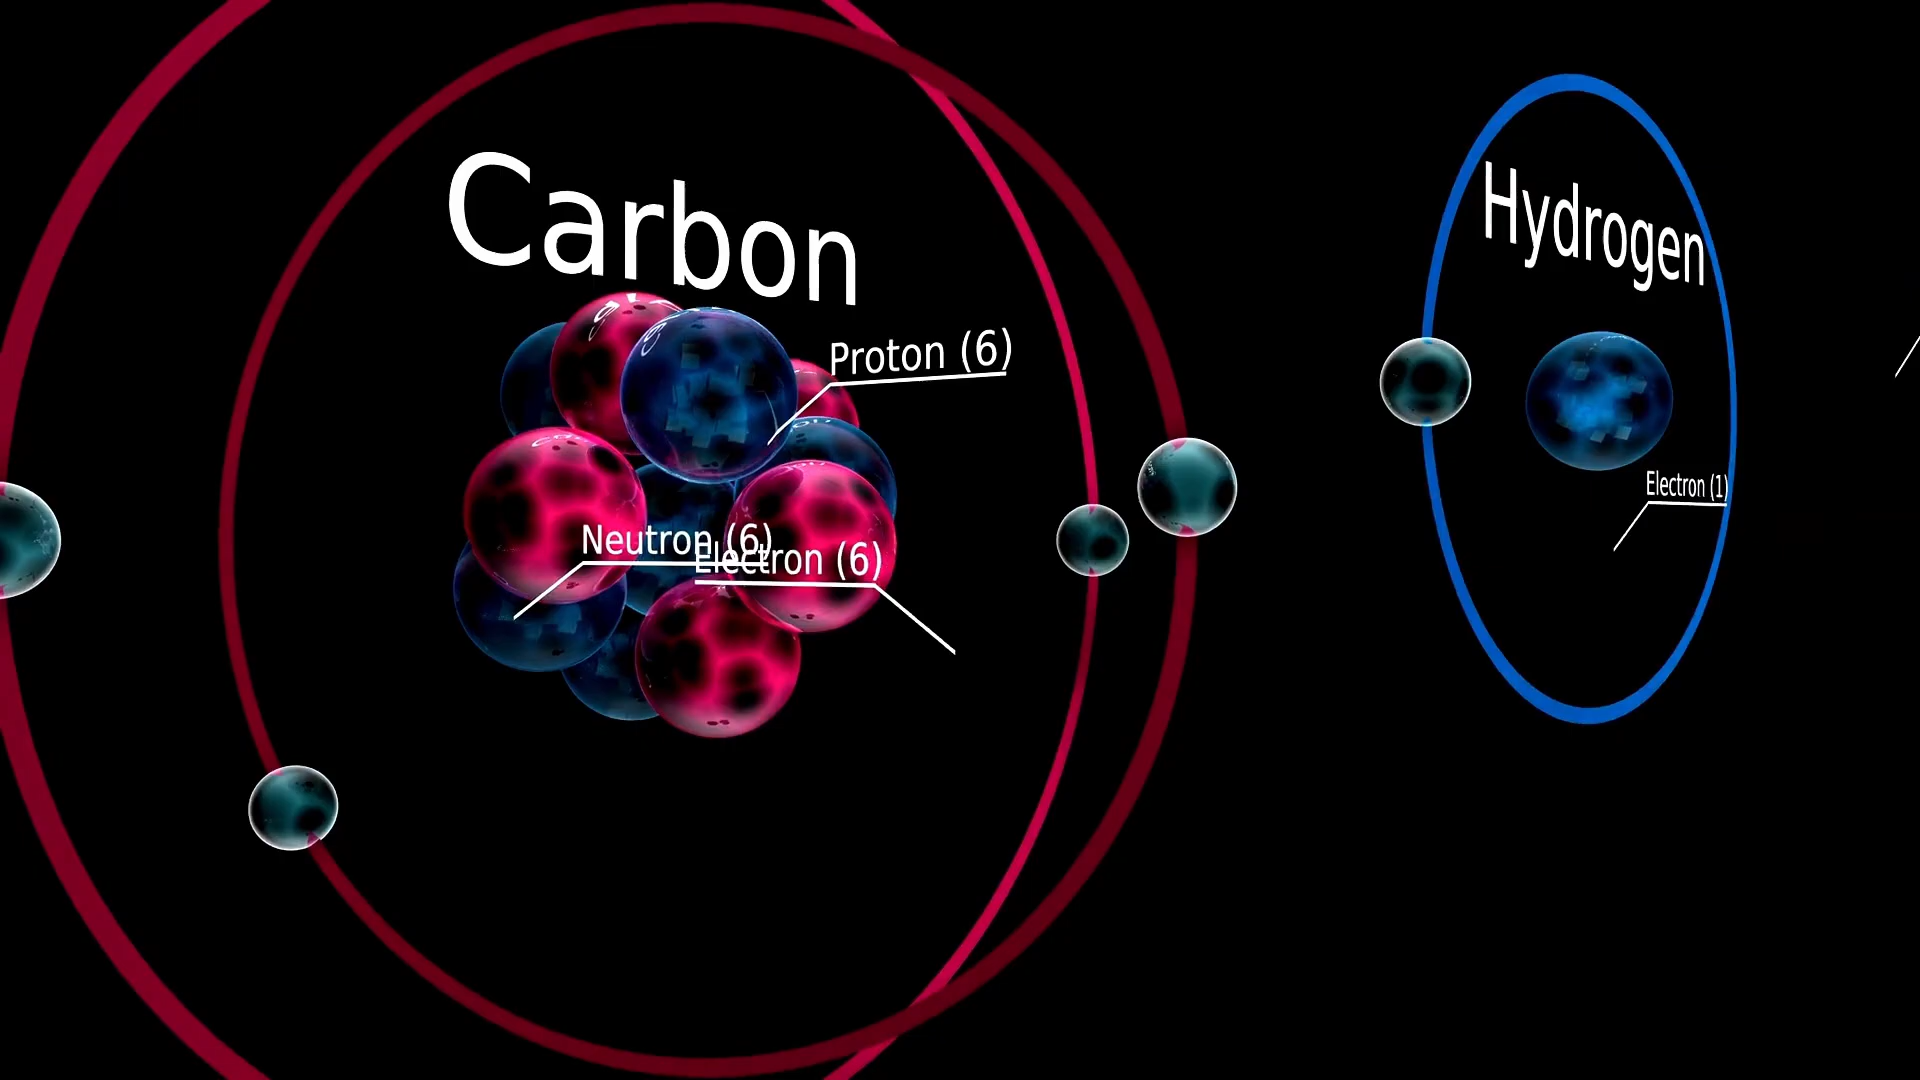 Carbon
Proton (6)
Neutron (6)
Electron (6)
Hydrogen
Electron (1)